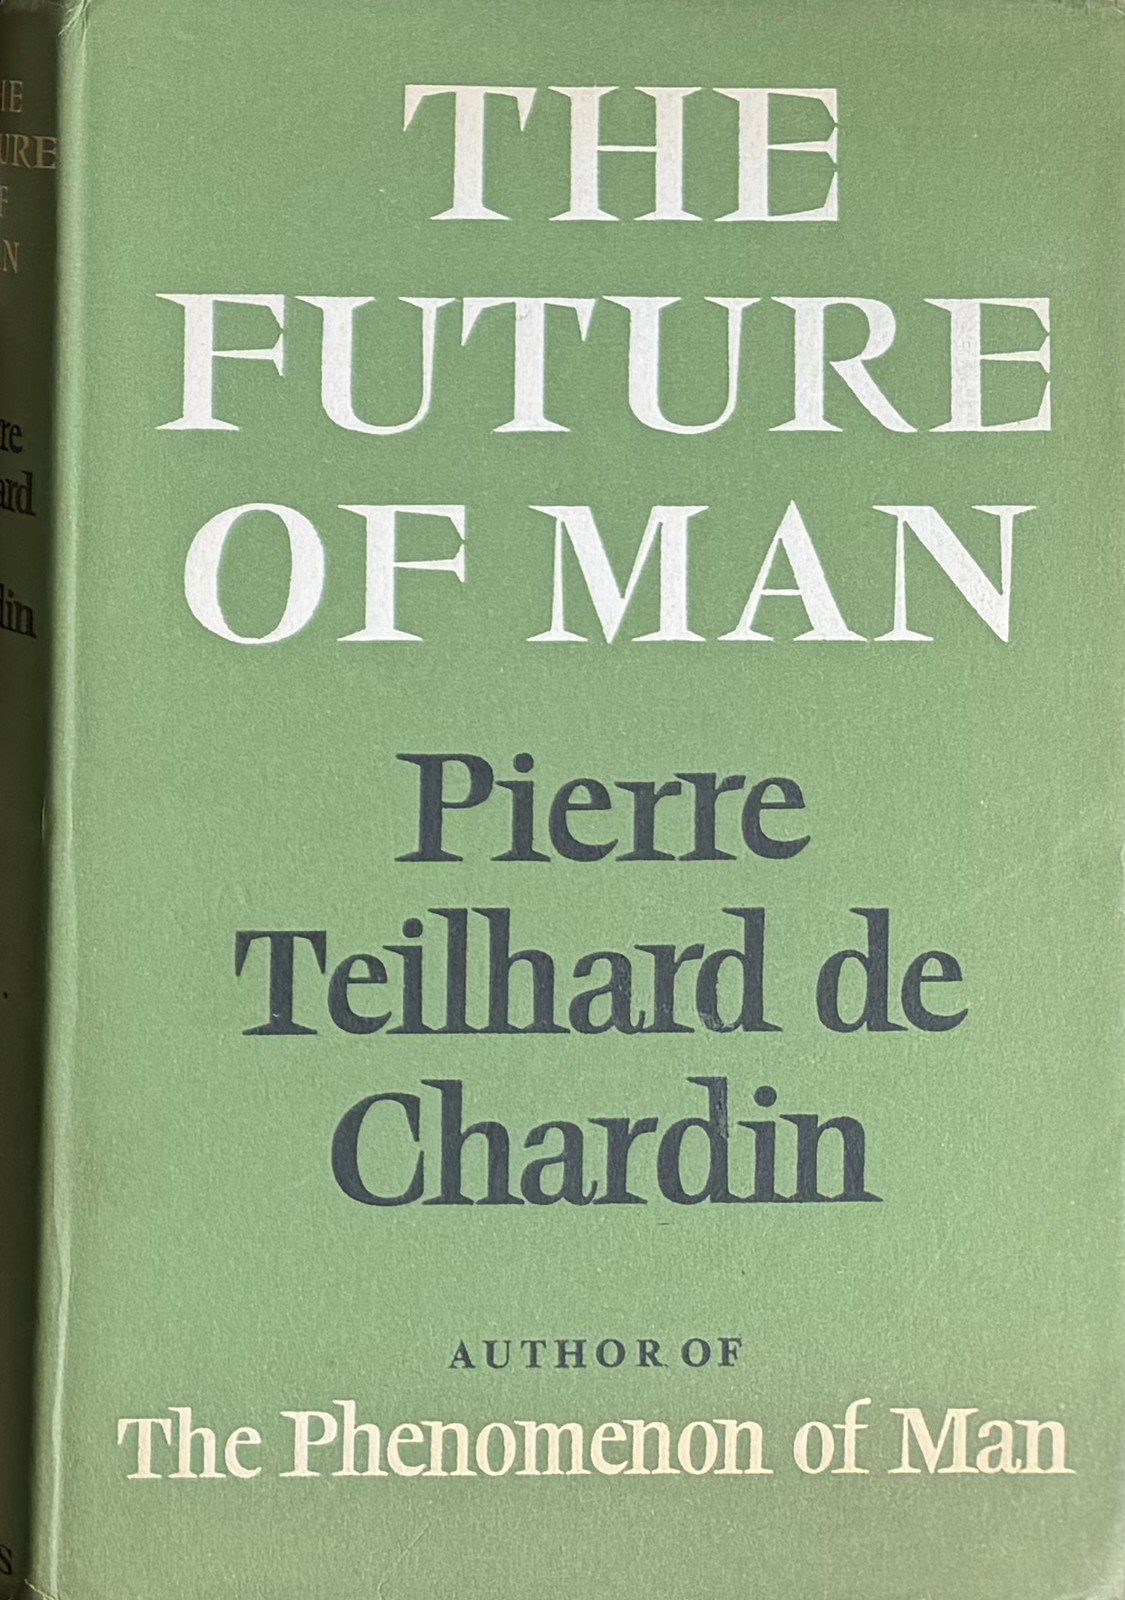 THE
FUTURE
OF MAN
Pierre
Teilhard de
Chardin
AUTHOR OF
The Phenomenon of Man